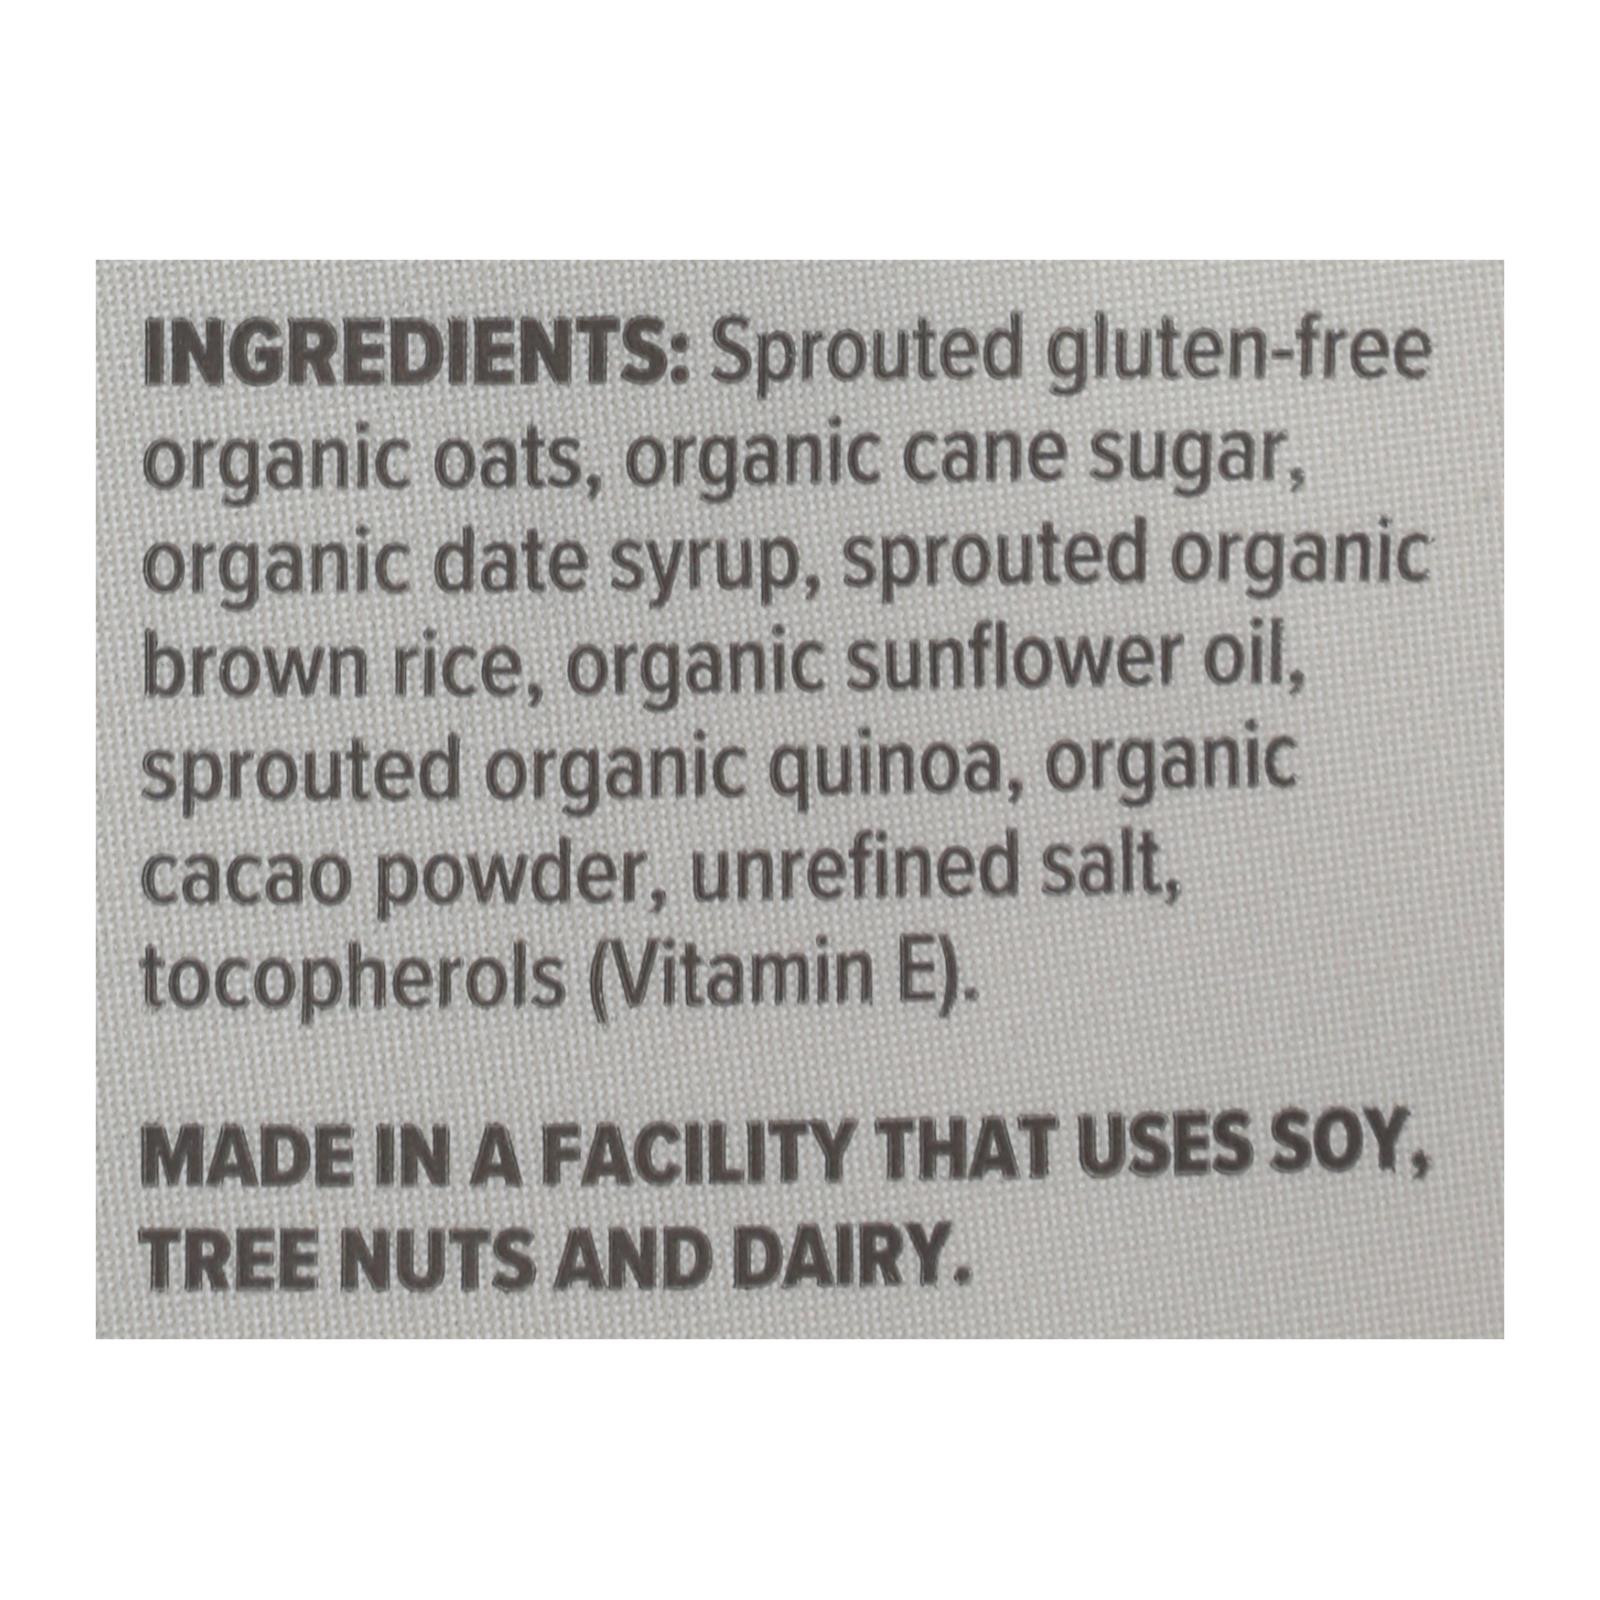 INGREDIENTS: Sprouted gluten-free
organic oats, organic cane sugar,
organic date syrup, sprouted organic
brown rice, organic sunflower oil,
sprouted organic quinoa, organic
cacao powder, unrefined salt,
tocopherols (Vitamin E).
MADE IN A FACILITY THAT USES SOY,
TREE NUTS AND DAIRY.